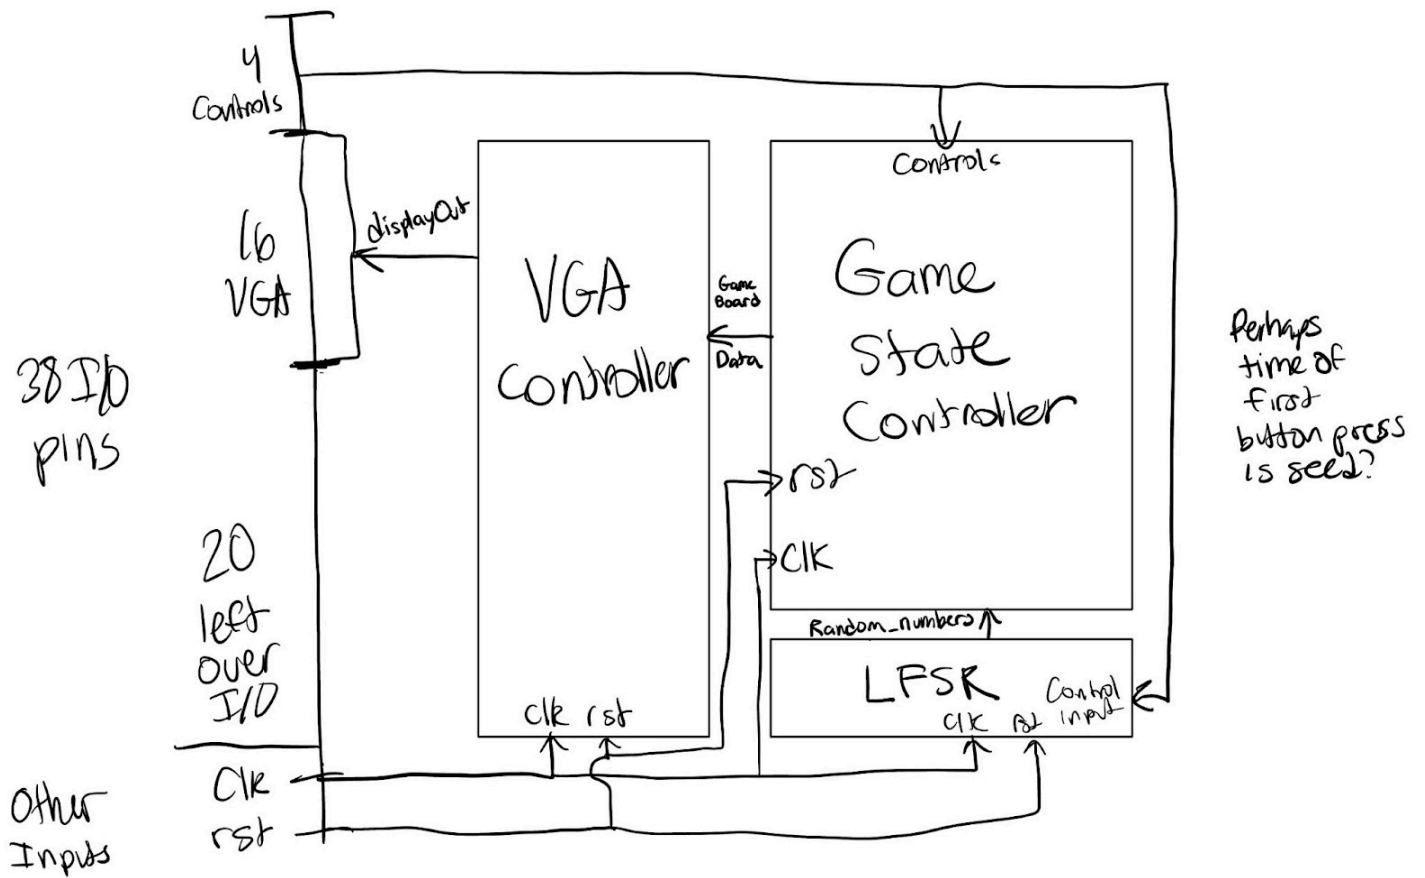 4
Controls
16
VGA
38 I/O
pins
20
left
over
I/O
Clk
rst
Other
Inputs
displayOut
VGA
Controller
Clk rst
Game
Board
Data
Controls
Game
State
Controller
rst
Clk
Random_numbers
LFSR
Control
input
Clk rst
Perhaps
time of
first
button press
is seed?